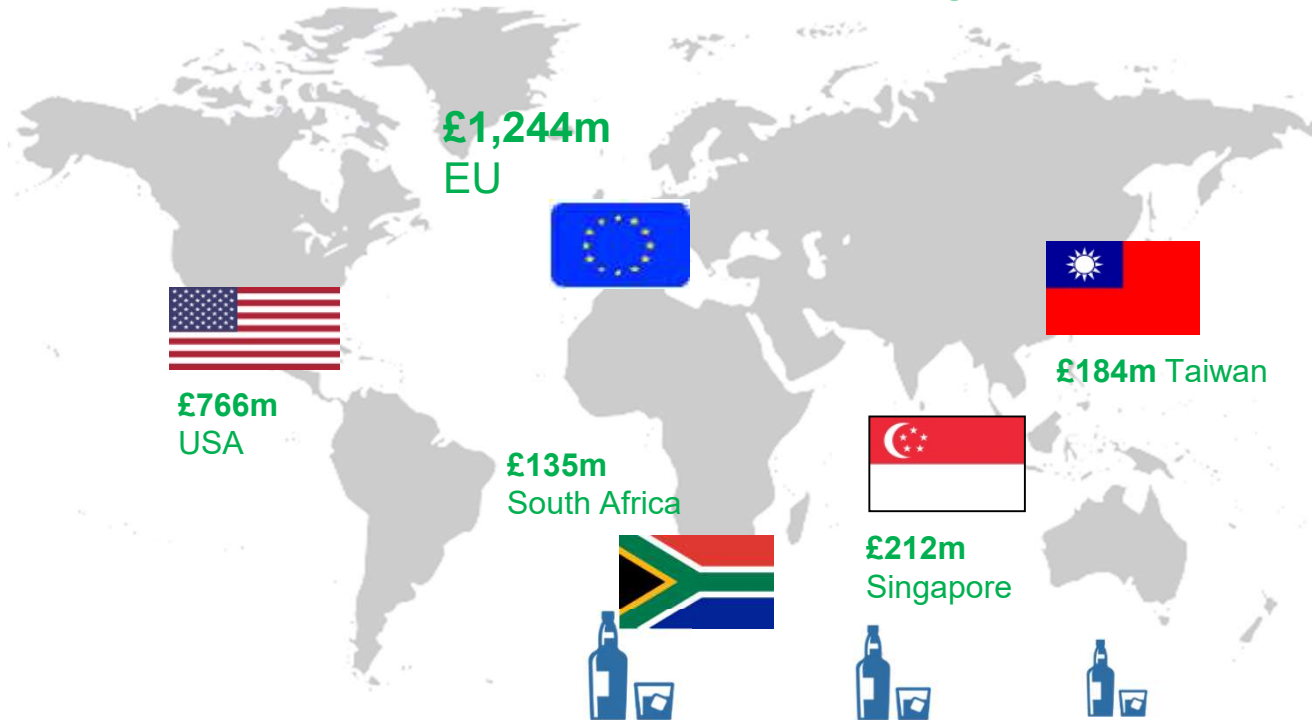 £1,244m
EU
£766m
USA
£184m Taiwan
£135m
South Africa
£212m
Singapore